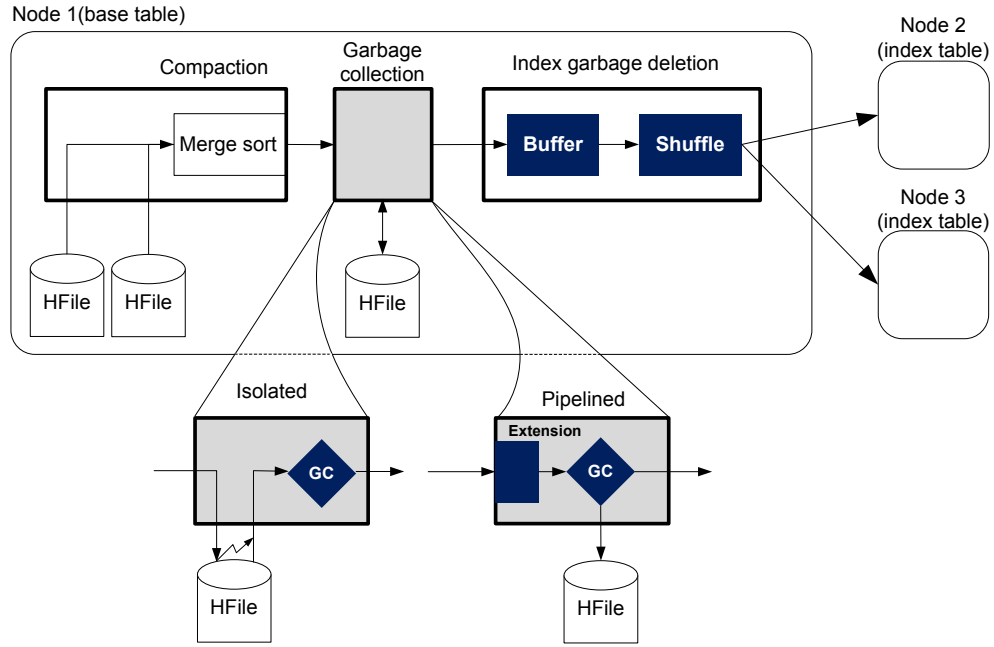 Node 1(base table)
Node 2
(index table)
Garbage
collection
Compaction
Index garbage deletion
Merge sort
Buffer
Shuffle
Node 3
(index table)
HFile
HFile
HFile
Isolated
Pipelined
Extension
GC
GC
HFile
HFile